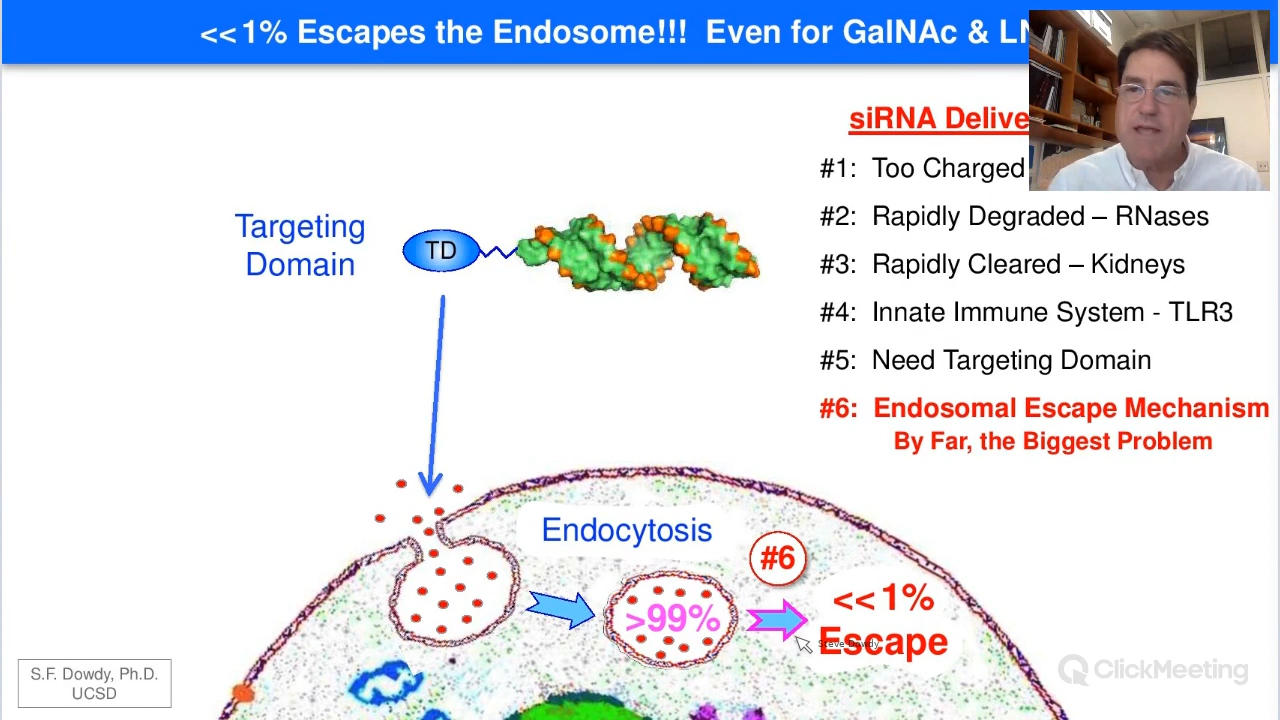 <<1% Escapes the Endosome!!! Even for GalNAc &
siRNA
#1: Too Charged
#2: Rapidly Degraded – RNases
#3: Rapidly Cleared – Kidneys
#4: Innate Immune System - TLR3
#5: Need Targeting Domain
#6: Endosomal Escape Mechanism
By Far, the Biggest Problem
Targeting
Domain
TD
Endocytosis
#6
>99%
<<1%
Escape
Steve Dowdy
S.F. Dowdy, Ph.D.
UCSD
ClickMeeting